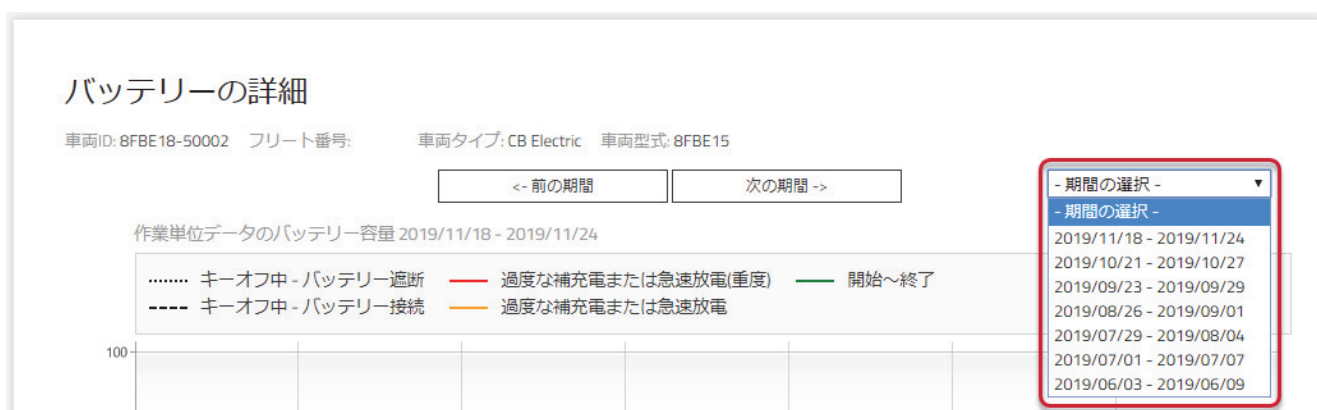 バッテリーの詳細
車両ID: 8FBE18-50002 フリート番号: 車両タイプ: CB Electric 車両型式: 8FBE15
<- 前の期間 次の期間 ->
- 期間の選択 - ▼
- 期間の選択 -
2019/11/18 - 2019/11/24
2019/10/21 - 2019/10/27
2019/09/23 - 2019/09/29
2019/08/26 - 2019/09/01
2019/07/29 - 2019/08/04
2019/07/01 - 2019/07/07
2019/06/03 - 2019/06/09
作業単位データのバッテリー容量 2019/11/18 - 2019/11/24
キーオフ中 - バッテリー遮断 過度な補充電または急速放電(重度) 開始～終了
キーオフ中 - バッテリー接続 過度な補充電または急速放電
100